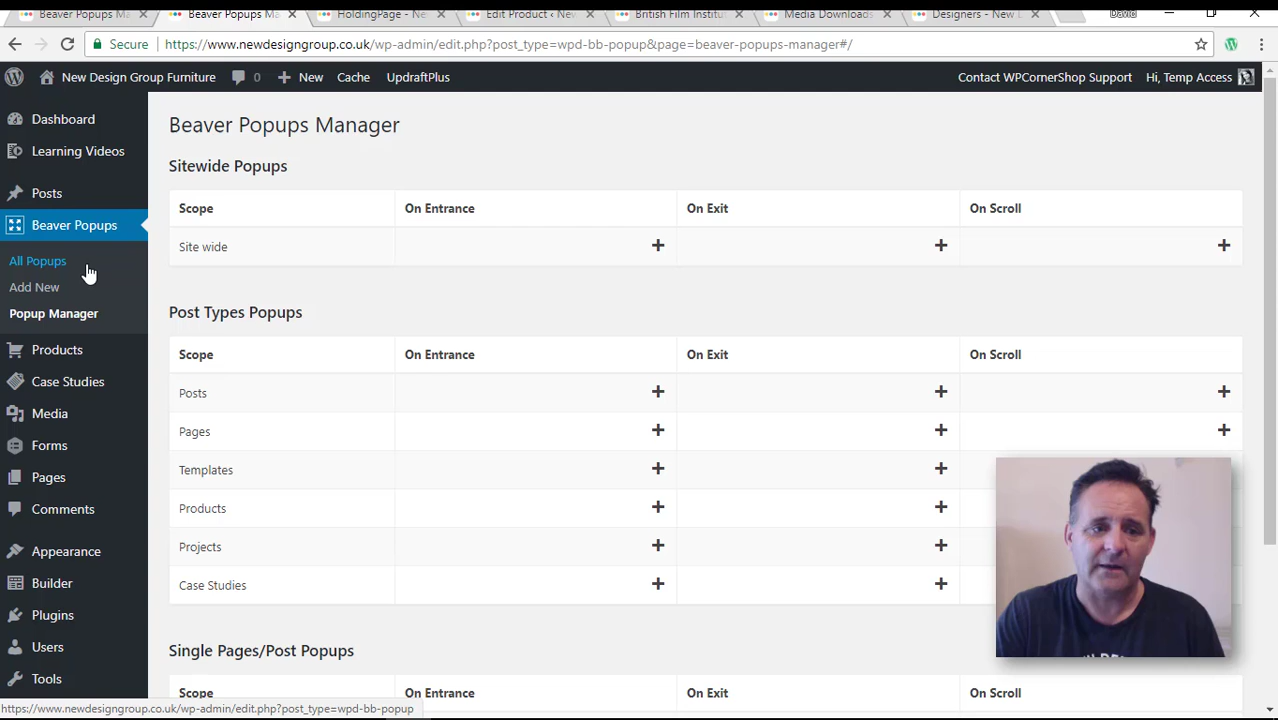 Beaver Popups Ma
Beaver Popups Ma
HoldingPage - Ne
Edit Product ‹ New
British Film Institut
Media Downloads
Designers - New L
David
Secure
https://www.newdesigngroup.co.uk/wp-admin/edit.php?post_type=wpd-bb-popup&page=beaver-popups-manager#/
New Design Group Furniture
0
New
Cache
UpdraftPlus
Contact WPCornerShop Support
Hi, Temp Access
Dashboard
Learning Videos
Posts
Beaver Popups
All Popups
Add New
Popup Manager
Products
Case Studies
Media
Forms
Pages
Comments
Appearance
Builder
Plugins
Users
Tools
Beaver Popups Manager
Sitewide Popups
Scope On Entrance On Exit On Scroll
Site wide + + +
Post Types Popups
Scope On Entrance On Exit On Scroll
Posts + + +
Pages + + +
Templates + +
Products + +
Projects + +
Case Studies + +
Single Pages/Post Popups
Scope On Entrance On Exit On Scroll
https://www.newdesigngroup.co.uk/wp-admin/edit.php?post_type=wpd-bb-popup